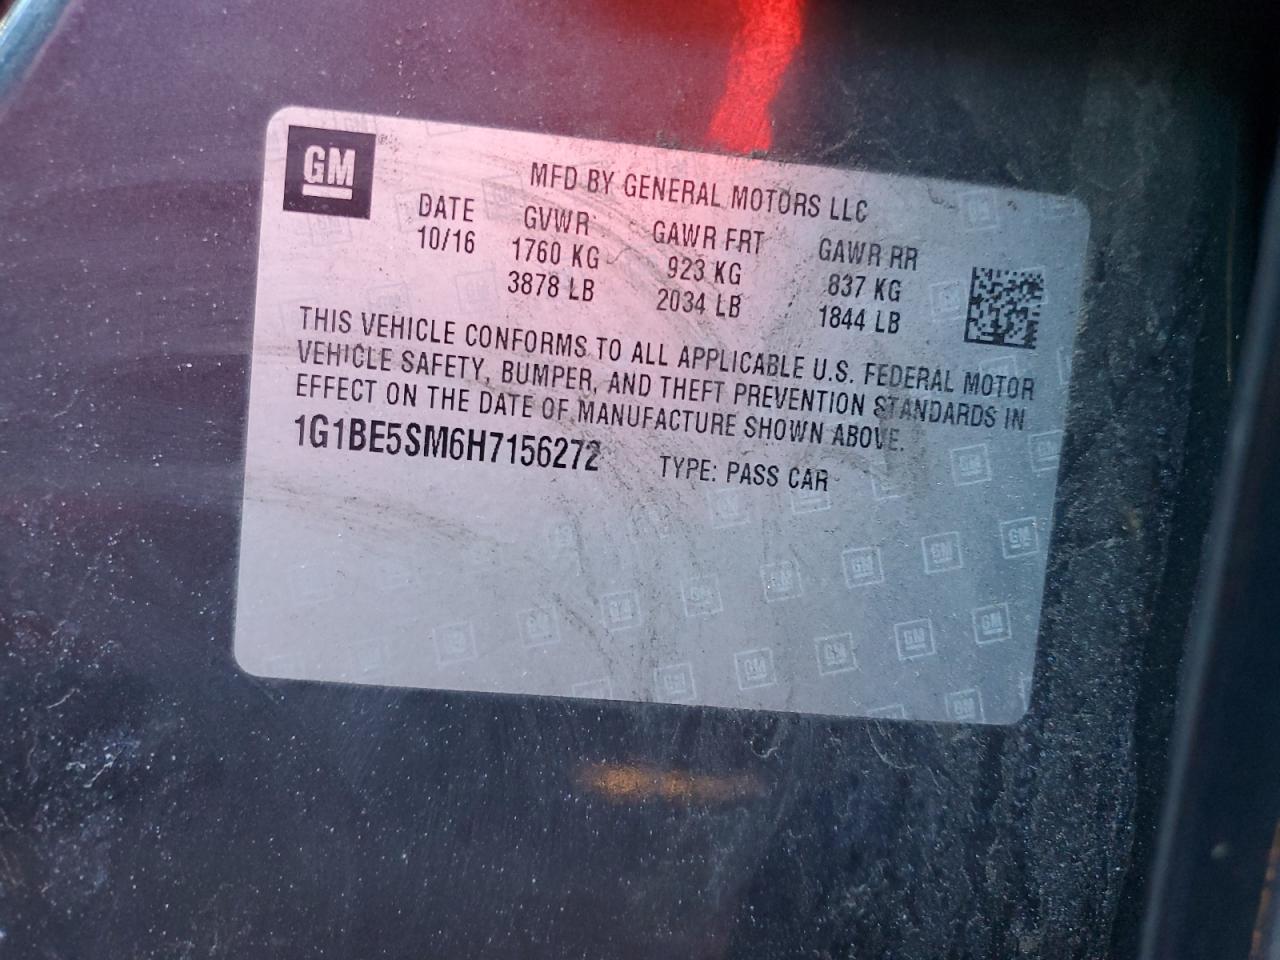 GM
MFD BY GENERAL MOTORS LLC
DATE GVWR GAWR FRT GAWR RR
10/16 1760 KG 923 KG 837 KG
3878 LB 2034 LB 1844 LB
THIS VEHICLE CONFORMS TO ALL APPLICABLE U.S. FEDERAL MOTOR
VEHICLE SAFETY, BUMPER, AND THEFT PREVENTION STANDARDS IN
EFFECT ON THE DATE OF MANUFACTURE SHOWN ABOVE.
1G1BE5SM6H7156272 TYPE: PASS CAR